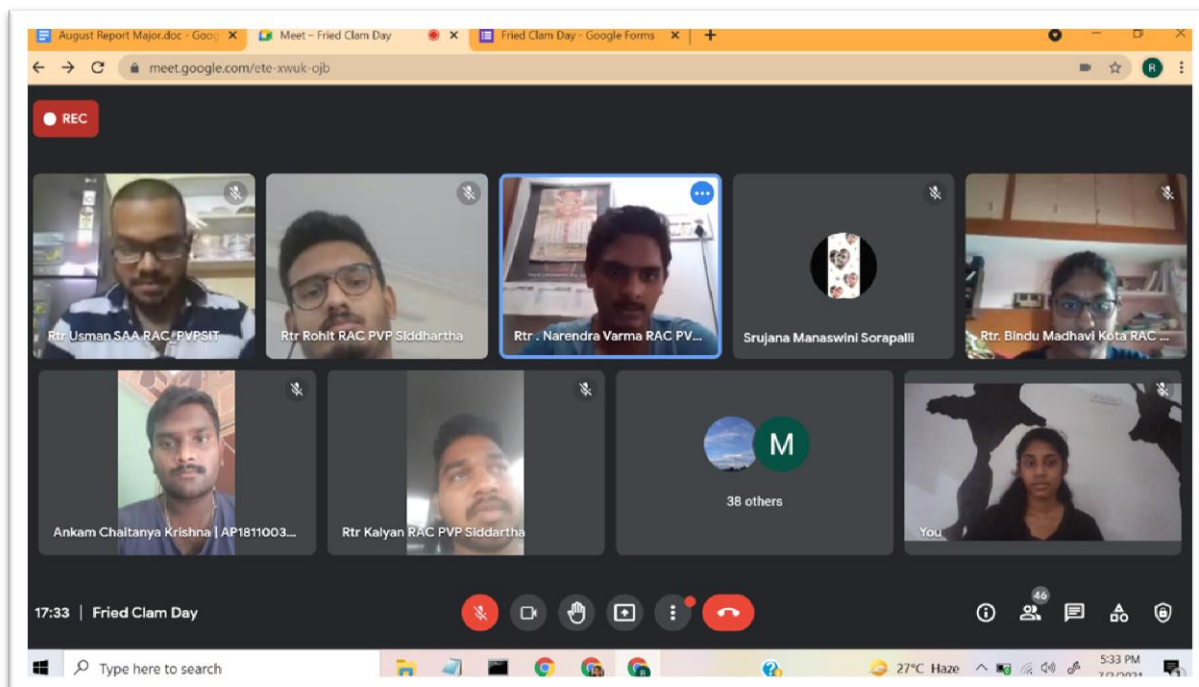 August Report Major.doc - Goog
Meet – Fried Clam Day
Fried Clam Day - Google Forms
meet.google.com/ete-xwuk-ojb
R
REC
Rtr Usman SAA RAC_PVPSIT
Rtr Rohit RAC PVP Siddhartha
Rtr . Narendra Varma RAC PV...
Srujana Manaswini Sorapalli
Rtr. Bindu Madhavi Kota RAC ...
M
38 others
Ankam Chaitanya Krishna | AP1811003...
Rtr Kalyan RAC PVP Siddartha
You
17:33 | Fried Clam Day
46
Type here to search
27°C Haze
5:33 PM